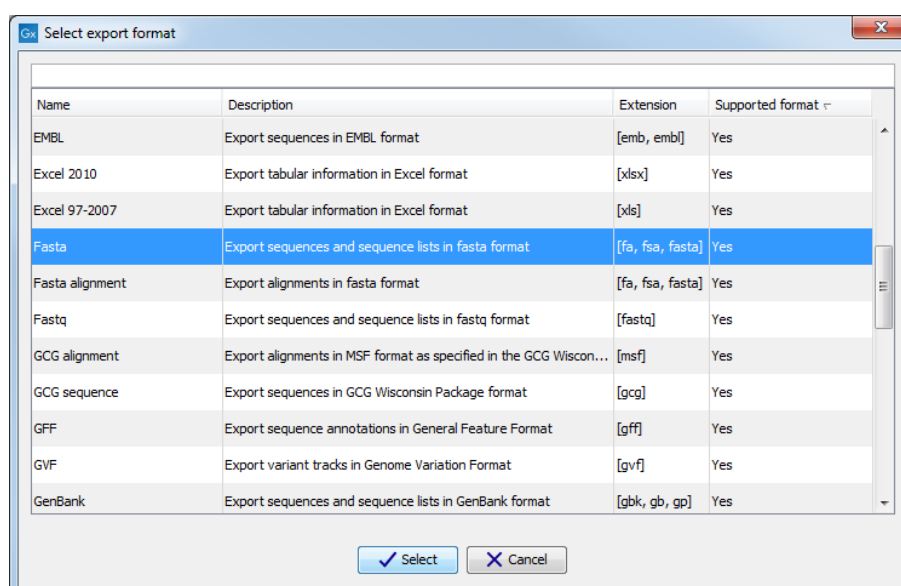 Gx Select export format
Name Description Extension Supported format
EMBL Export sequences in EMBL format [emb, embl] Yes
Excel 2010 Export tabular information in Excel format [xlsx] Yes
Excel 97-2007 Export tabular information in Excel format [xls] Yes
Fasta Export sequences and sequence lists in fasta format [fa, fsa, fasta] Yes
Fasta alignment Export alignments in fasta format [fa, fsa, fasta] Yes
Fastq Export sequences and sequence lists in fastq format [fastq] Yes
GCG alignment Export alignments in MSF format as specified in the GCG Wiscon... [msf] Yes
GCG sequence Export sequences in GCG Wisconsin Package format [gcg] Yes
GFF Export sequence annotations in General Feature Format [gff] Yes
GVF Export variant tracks in Genome Variation Format [gvf] Yes
GenBank Export sequences and sequence lists in GenBank format [gbk, gb, gp] Yes
Select Cancel